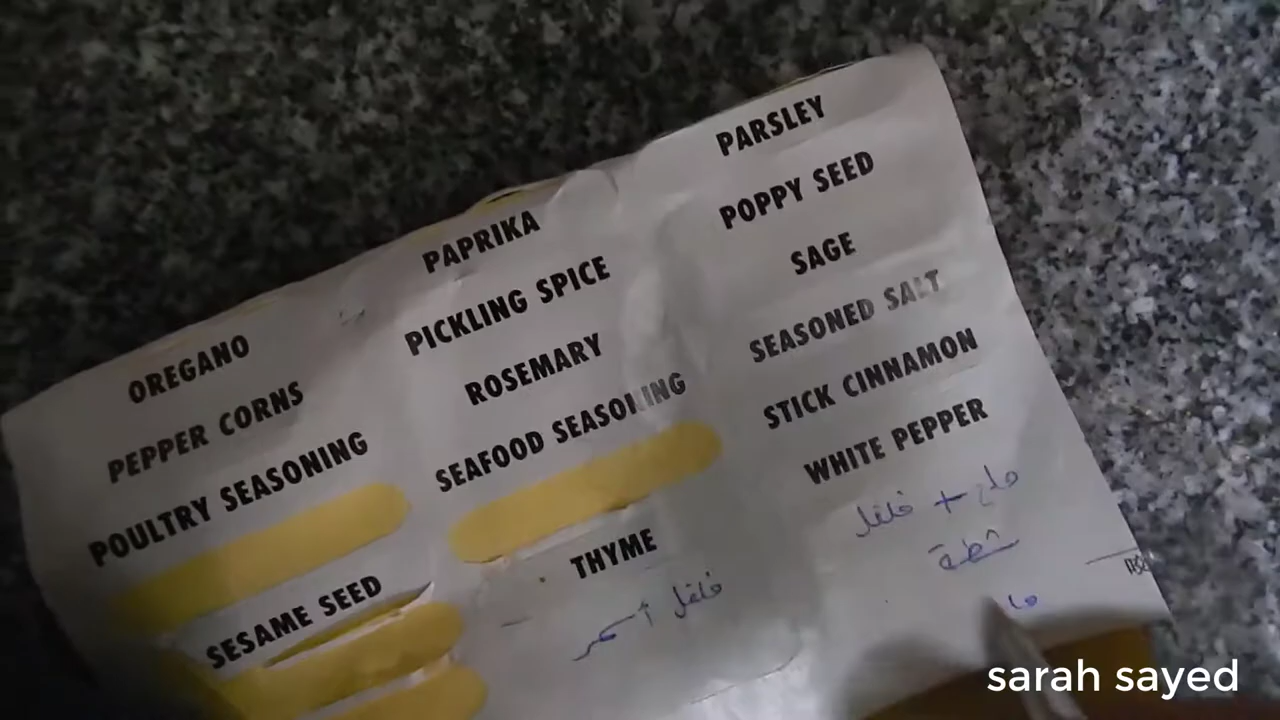 OREGANO
PEPPER CORNS
POULTRY SEASONING
SESAME SEED
PAPRIKA
PICKLING SPICE
ROSEMARY
SEAFOOD SEASONING
THYME
فلفل أسمر
PARSLEY
POPPY SEED
SAGE
SEASONED SALT
STICK CINNAMON
WHITE PEPPER
ملح + فلفل
شطة
sarah sayed